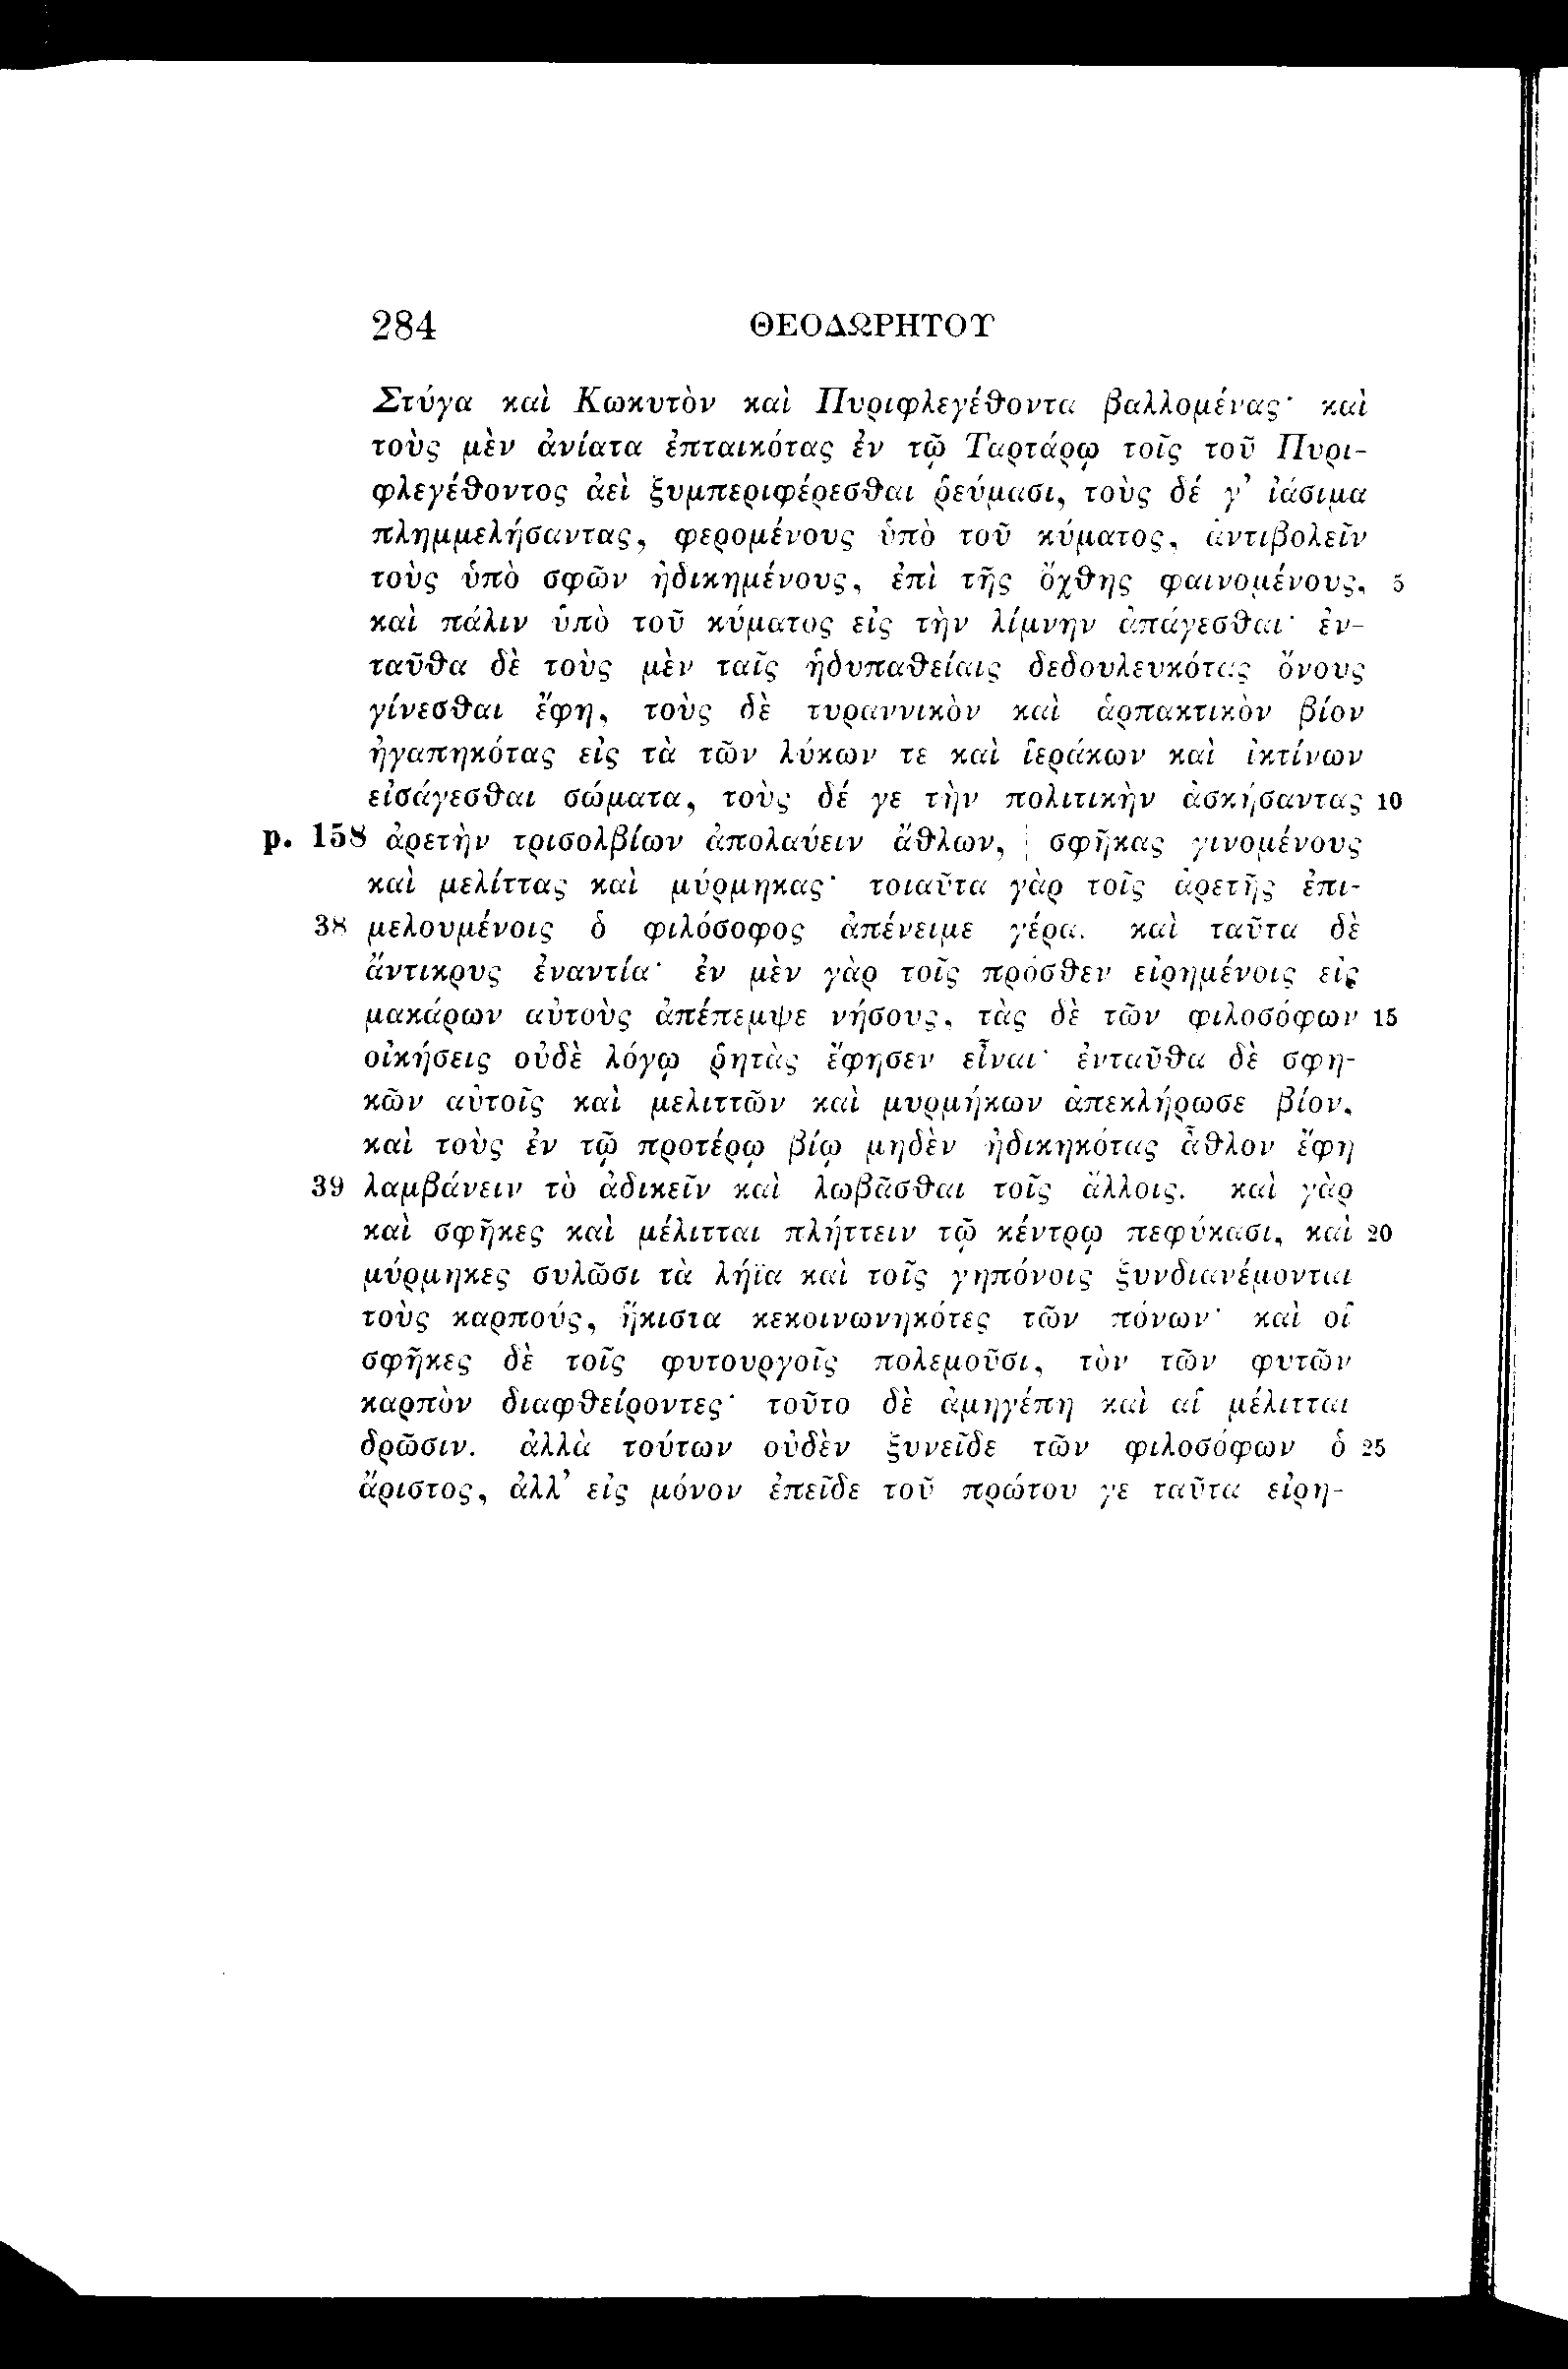 284 ΘΕΟΔΩΡΗΤΟΥ
Στύγα καὶ Κωκυτὸν καὶ Πυριφλεγέθοντα βαλλομένας· καὶ
τοὺς μὲν ἀνίατα ἐπταικότας ἐν τῷ Ταρτάρῳ τοῖς τοῦ Πυρι-
φλεγέθοντος ἀεὶ ξυμπεριφέρεσθαι ῥεύμασι, τοὺς δέ γ’ ἰάσιμα
πλημμελήσαντας, φερομένους ὑπὸ τοῦ κύματος, ἀντιβολεῖν
τοὺς ὑπὸ σφῶν ἠδικημένους, ἐπὶ τῆς ὄχθης φαινομένους, 5
καὶ πάλιν ὑπὸ τοῦ κύματος εἰς τὴν λίμνην ἀπάγεσθαι· ἐν-
ταῦθα δὲ τοὺς μὲν ταῖς ἡδυπαθείαις δεδουλευκότας ὄνους
γίνεσθαι ἔφη, τοὺς δὲ τυραννικὸν καὶ ἁρπακτικὸν βίον
ἠγαπηκότας εἰς τὰ τῶν λύκων τε καὶ ἱεράκων καὶ ἰκτίνων
εἰσάγεσθαι σώματα, τοὺς δέ γε τὴν πολιτικὴν ἀσκήσαντας 10
p. 158 ἀρετὴν τρισολβίων ἀπολαύειν ἄθλων, ¦ σφῆκας γινομένους
καὶ μελίττας καὶ μύρμηκας· τοιαῦτα γὰρ τοῖς ἀρετῆς ἐπι-
38 μελουμένοις ὁ φιλόσοφος ἀπένειμε γέρα. καὶ ταῦτα δὲ
ἄντικρυς ἐναντία· ἐν μὲν γὰρ τοῖς πρόσθεν εἰρημένοις εἰς
μακάρων αὐτοὺς ἀπέπεμψε νήσους, τὰς δὲ τῶν φιλοσόφων 15
οἰκήσεις οὐδὲ λόγῳ ῥητὰς ἔφησεν εἶναι· ἐνταῦθα δὲ σφη-
κῶν αὐτοῖς καὶ μελιττῶν καὶ μυρμήκων ἀπεκλήρωσε βίον,
καὶ τοὺς ἐν τῷ προτέρῳ βίῳ μηδὲν ἠδικηκότας ἆθλον ἔφη
39 λαμβάνειν τὸ ἀδικεῖν καὶ λωβᾶσθαι τοῖς ἄλλοις. καὶ γὰρ
καὶ σφῆκες καὶ μέλιτται πλήττειν τῷ κέντρῳ πεφύκασι, καὶ 20
μύρμηκες συλῶσι τὰ λήϊα καὶ τοῖς γηπόνοις ξυνδιανέμονται
τοὺς καρπούς, ἥκιστα κεκοινωνηκότες τῶν πόνων· καὶ οἱ
σφῆκες δὲ τοῖς φυτουργοῖς πολεμοῦσι, τὸν τῶν φυτῶν
καρπὸν διαφθείροντες· τοῦτο δὲ ἀμηγέπη καὶ αἱ μέλιτται
δρῶσιν. ἀλλὰ τούτων οὐδὲν ξυνεῖδε τῶν φιλοσόφων ὁ 25
ἄριστος, ἀλλ’ εἰς μόνον ἐπεῖδε τοῦ πρώτου γε ταῦτα εἰρη-